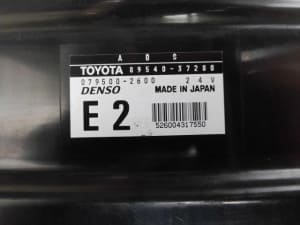 A D S
TOYOTA 89540-37280
079500-2600 24V
DENSO MADE IN JAPAN
E2
526004317550